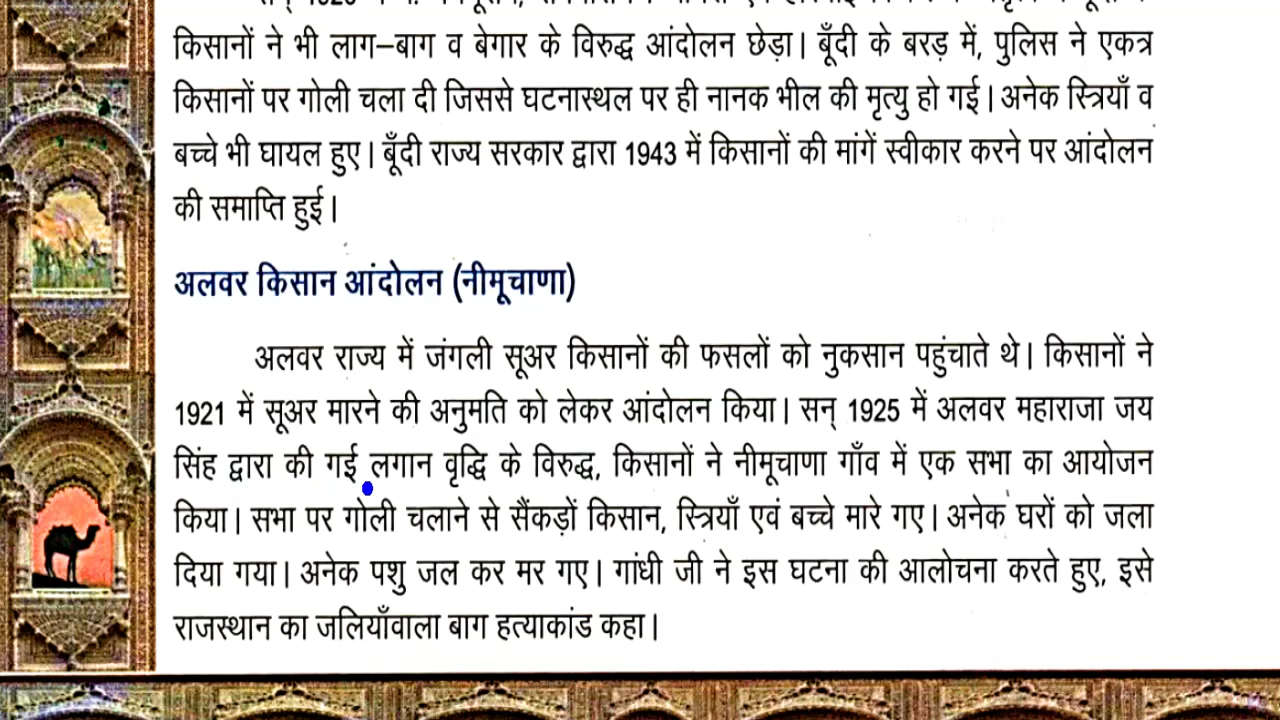 किसानों ने भी लाग–बाग व बेगार के विरुद्ध आंदोलन छेड़ा। बूँदी के बरड़ में, पुलिस ने एकत्र
किसानों पर गोली चला दी जिससे घटनास्थल पर ही नानक भील की मृत्यु हो गई। अनेक स्त्रियाँ व
बच्चे भी घायल हुए। बूँदी राज्य सरकार द्वारा 1943 में किसानों की मांगें स्वीकार करने पर आंदोलन
की समाप्ति हुई।
अलवर किसान आंदोलन (नीमूचाणा)
अलवर राज्य में जंगली सूअर किसानों की फसलों को नुकसान पहुंचाते थे। किसानों ने
1921 में सूअर मारने की अनुमति को लेकर आंदोलन किया। सन् 1925 में अलवर महाराजा जय
सिंह द्वारा की गई लगान वृद्धि के विरुद्ध, किसानों ने नीमूचाणा गाँव में एक सभा का आयोजन
किया। सभा पर गोली चलाने से सैंकड़ों किसान, स्त्रियाँ एवं बच्चे मारे गए। अनेक घरों को जला
दिया गया। अनेक पशु जल कर मर गए। गांधी जी ने इस घटना की आलोचना करते हुए, इसे
राजस्थान का जलियाँवाला बाग हत्याकांड कहा।